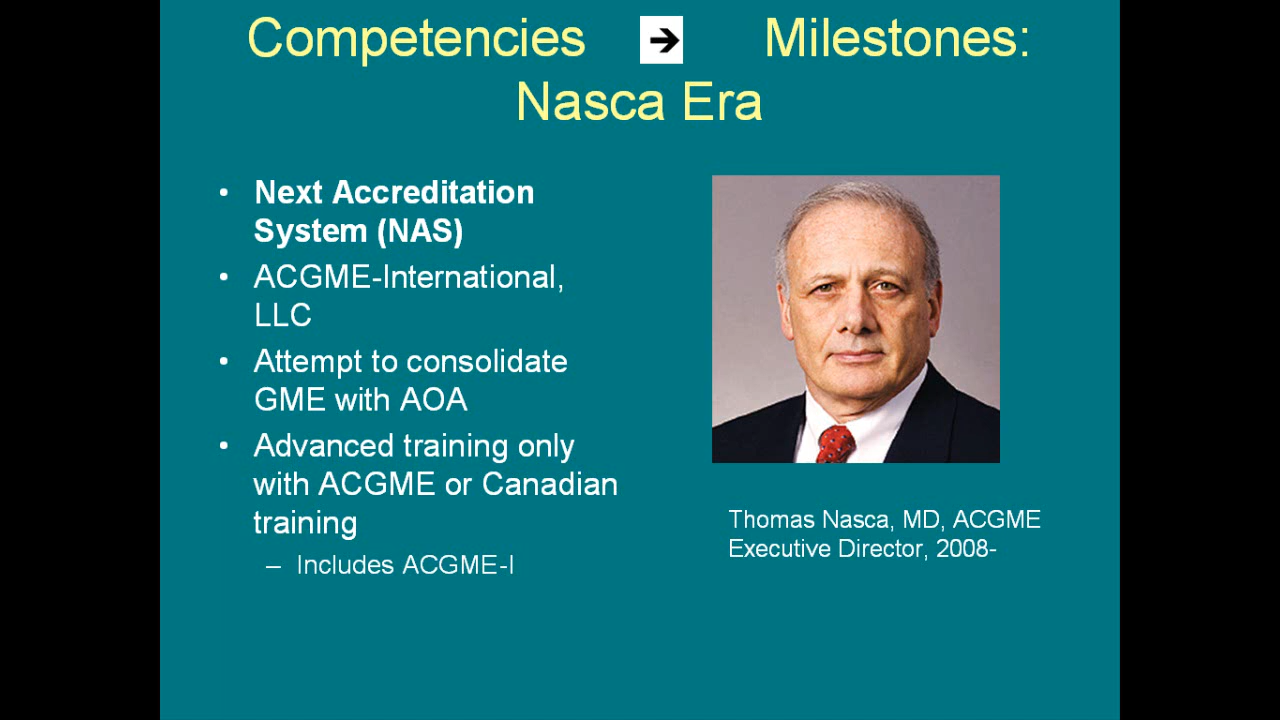 Competencies → Milestones:
Nasca Era
• Next Accreditation
System (NAS)
• ACGME-International,
LLC
• Attempt to consolidate
GME with AOA
• Advanced training only
with ACGME or Canadian
training
– Includes ACGME-I
Thomas Nasca, MD, ACGME
Executive Director, 2008-